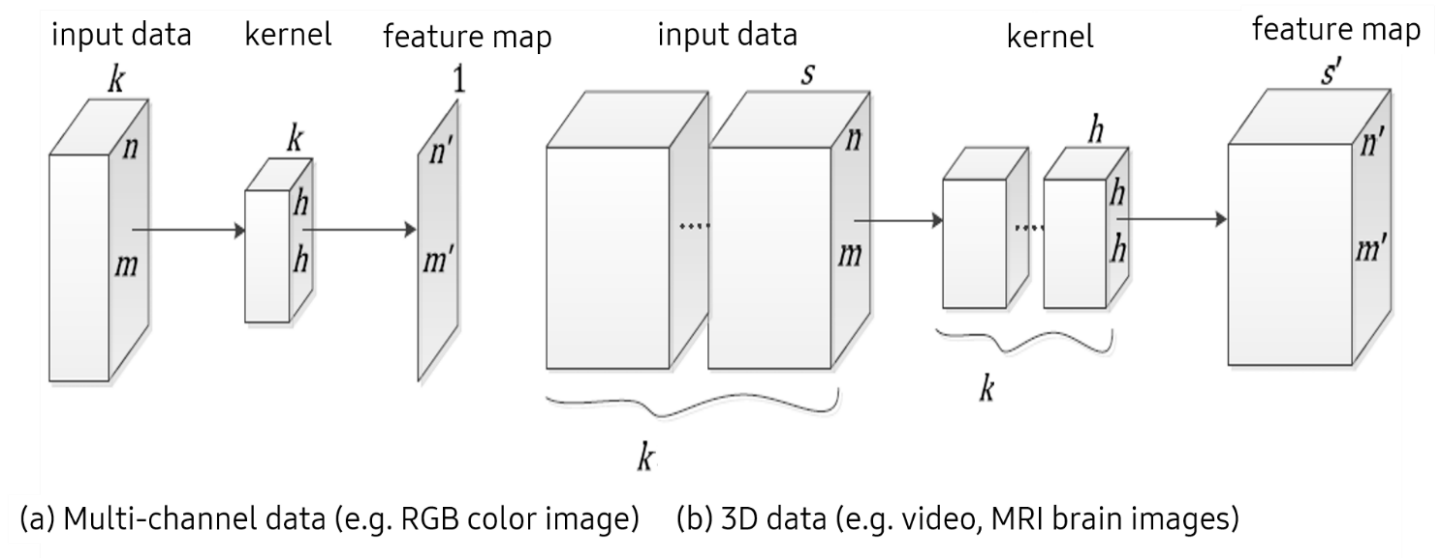 input data kernel feature map input data kernel feature map
k 1 s s′
k h
n n′ n n′
h h
m h m′ m h m′
k
k
(a) Multi-channel data (e.g. RGB color image) (b) 3D data (e.g. video, MRI brain images)